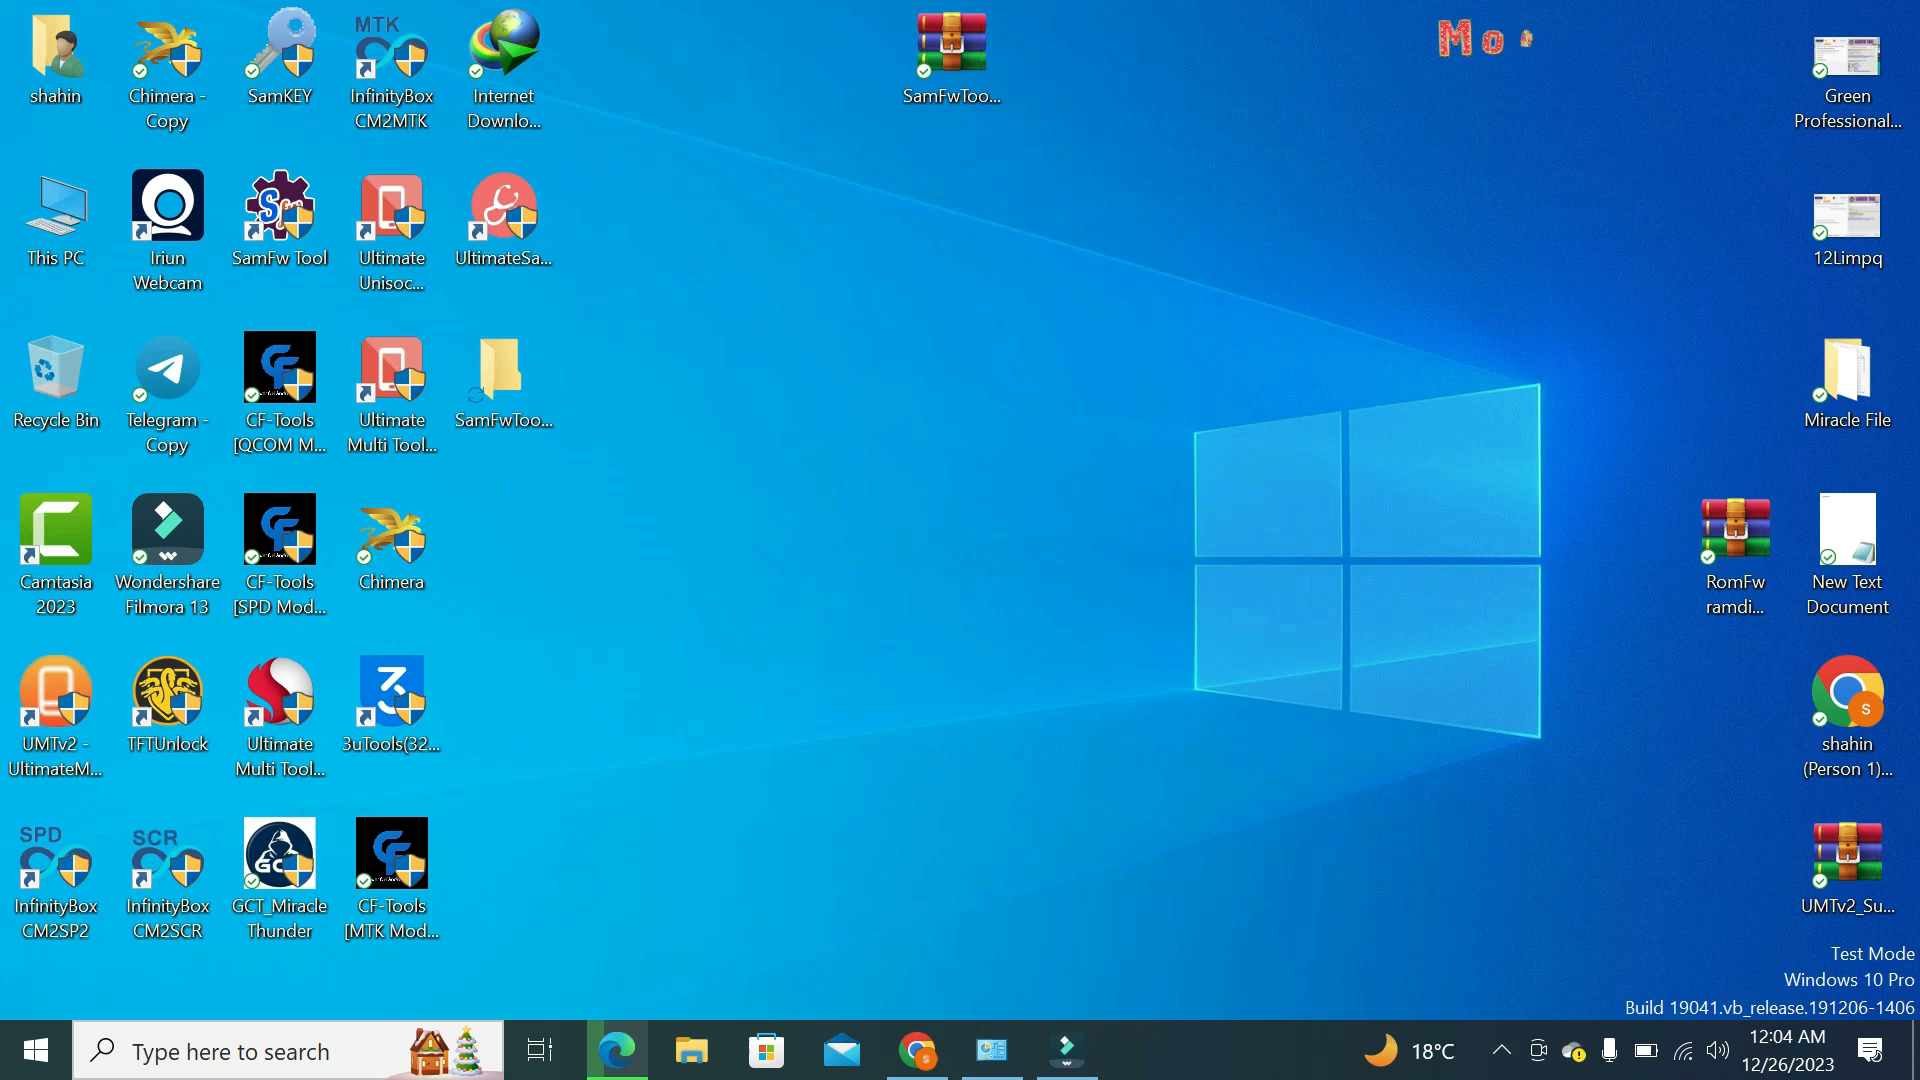 shahin
Chimera -
Copy
SamKEY
MTK
InfinityBox
CM2MTK
Internet
Downlo...
SamFwToo...
Mo
Green
Professional...
This PC
Iriun
Webcam
SamFw Tool
Ultimate
Unisoc...
UltimateSa...
12Limpq
Recycle Bin
Telegram -
Copy
CF-Tools
[QCOM M...
Ultimate
Multi Tool...
SamFwToo...
Miracle File
Camtasia
2023
Wondershare
Filmora 13
CF-Tools
[SPD Mod...
Chimera
RomFw
ramdi...
New Text
Document
UMTv2 -
UltimateM...
TFTUnlock
Ultimate
Multi Tool...
3uTools(32...
shahin
(Person 1)...
SPD
InfinityBox
CM2SP2
SCR
InfinityBox
CM2SCR
GCT_Miracle
Thunder
CF-Tools
[MTK Mod...
UMTv2_Su...
Test Mode
Windows 10 Pro
Build 19041.vb_release.191206-1406
Type here to search
18°C
12:04 AM
12/26/2023